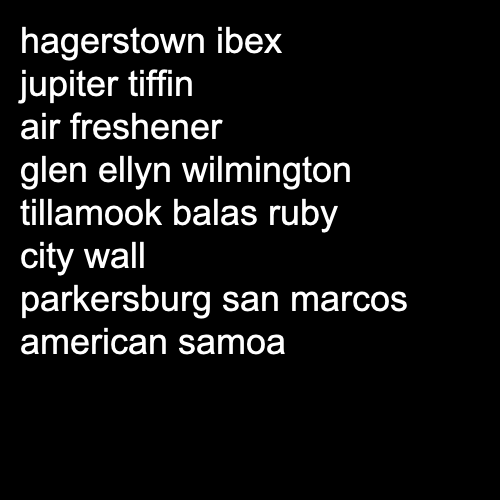 hagerstown ibex
jupiter tiffin
air freshener
glen ellyn wilmington
tillamook balas ruby
city wall
parkersburg san marcos
american samoa